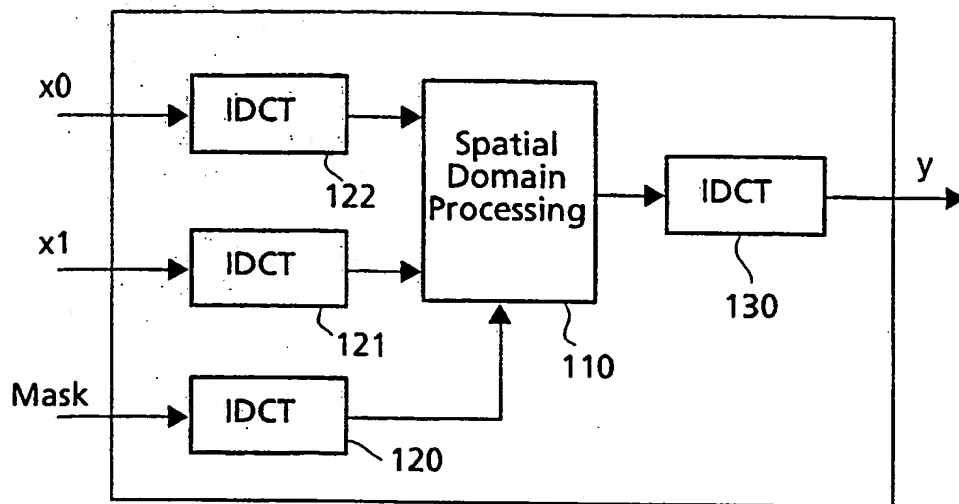 x0
IDCT
122
Spatial
Domain
Processing
110
IDCT
130
y
x1
IDCT
121
Mask
IDCT
120